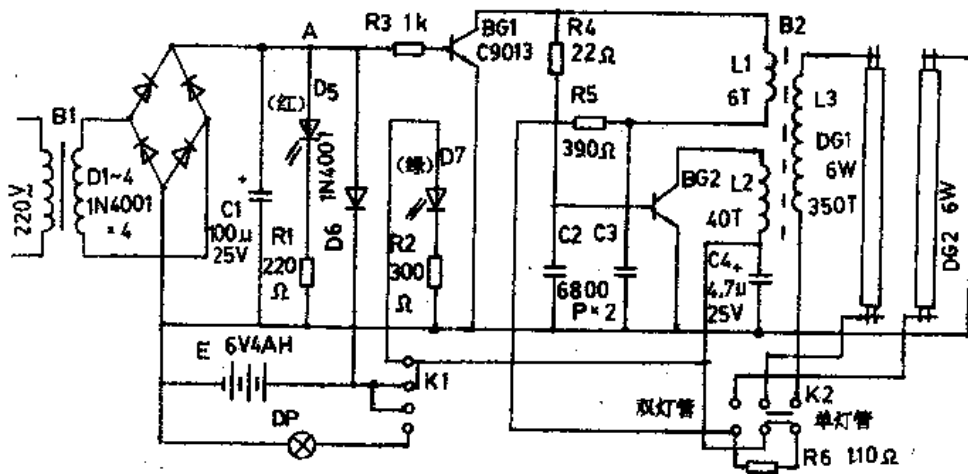 R3 1k
A
BG1
C9013
R4
22Ω
B2
L1
6T
L3
DG1
6W
350T
DG2 6W
B1
220V~
D1~4
1N4001
×4
(红)
D5
1N4001
D6
C1
+
100μ
25V
R1
220
Ω
(绿)
D7
R2
300
Ω
R5
390Ω
BG2
L2
40T
C2 C3
6800
P×2
C4+
4.7μ
25V
E 6V4AH
K1
DP
双灯管
K2
单灯管
R6 110Ω